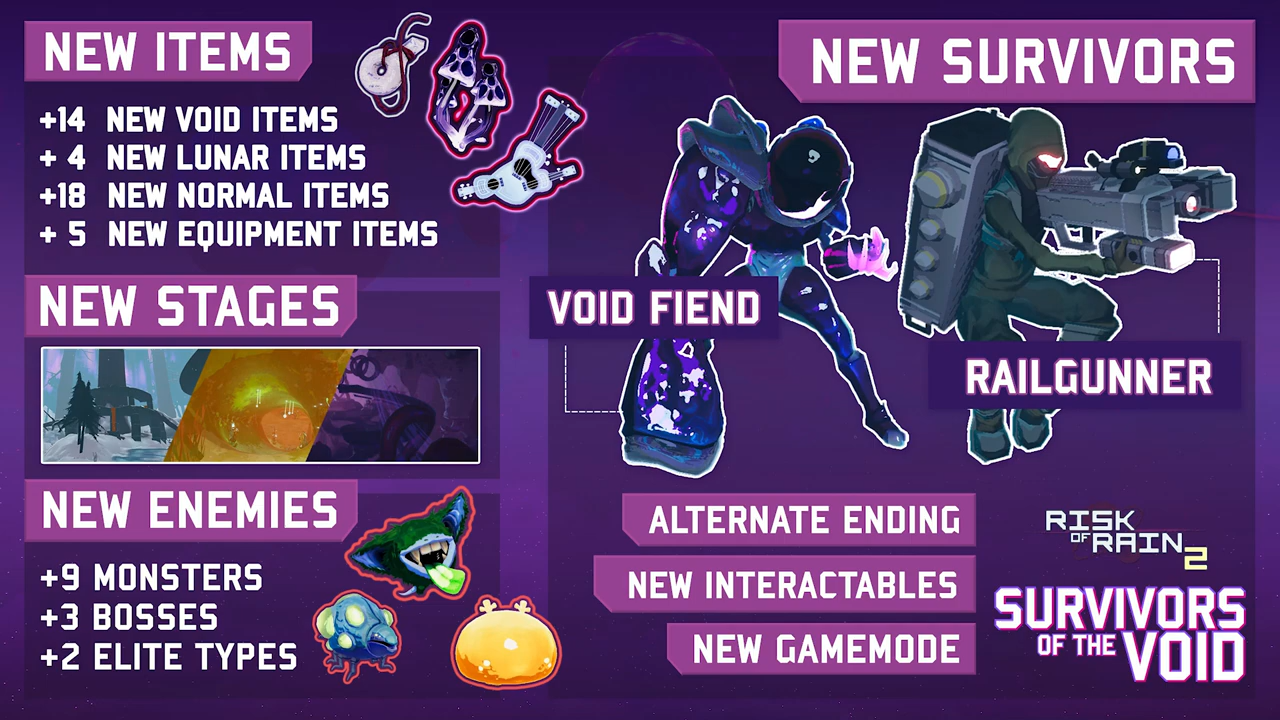 NEW ITEMS
+14 NEW VOID ITEMS
+ 4 NEW LUNAR ITEMS
+18 NEW NORMAL ITEMS
+ 5 NEW EQUIPMENT ITEMS
NEW STAGES
NEW ENEMIES
+9 MONSTERS
+3 BOSSES
+2 ELITE TYPES
NEW SURVIVORS
VOID FIEND
RAILGUNNER
ALTERNATE ENDING
NEW INTERACTABLES
NEW GAMEMODE
RISK
OF RAIN 2
SURVIVORS
OF THE VOID